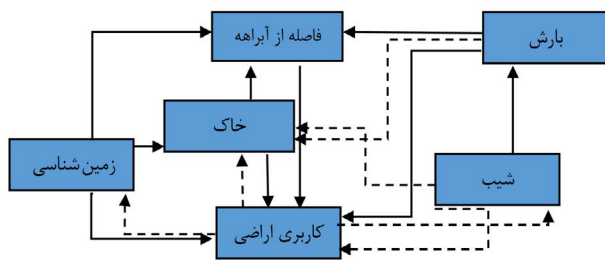 فاصله از آبراهه
بارش
خاک
زمین شناسی
شیب
کاربری اراضی